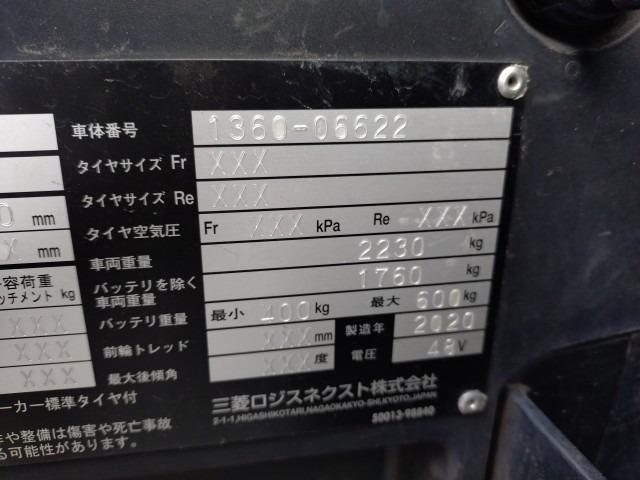 車体番号 1360-06622
タイヤサイズ Fr XXX
タイヤサイズ Re XXX
0 mm タイヤ空気圧 Fr XXX kPa Re XXX kPa
X mm 車両重量 2230 kg
容荷重 バッテリを除く 1760 kg
ッチメント kg 車両重量
XXX バッテリ重量 最小 400 kg 最大 600 kg
XXX 前輪トレッド XXX mm 製造年 2020
XXX 最大後傾角 XXX 度 電圧 48 V
ーカー標準タイヤ付 三菱ロジスネクスト株式会社
2-1-1,HIGASHIKOTARI,NAGAOKAKYO-SHI,KYOTO,JAPAN
や整備は傷害や死亡事故 50013-98840
る可能性があります。